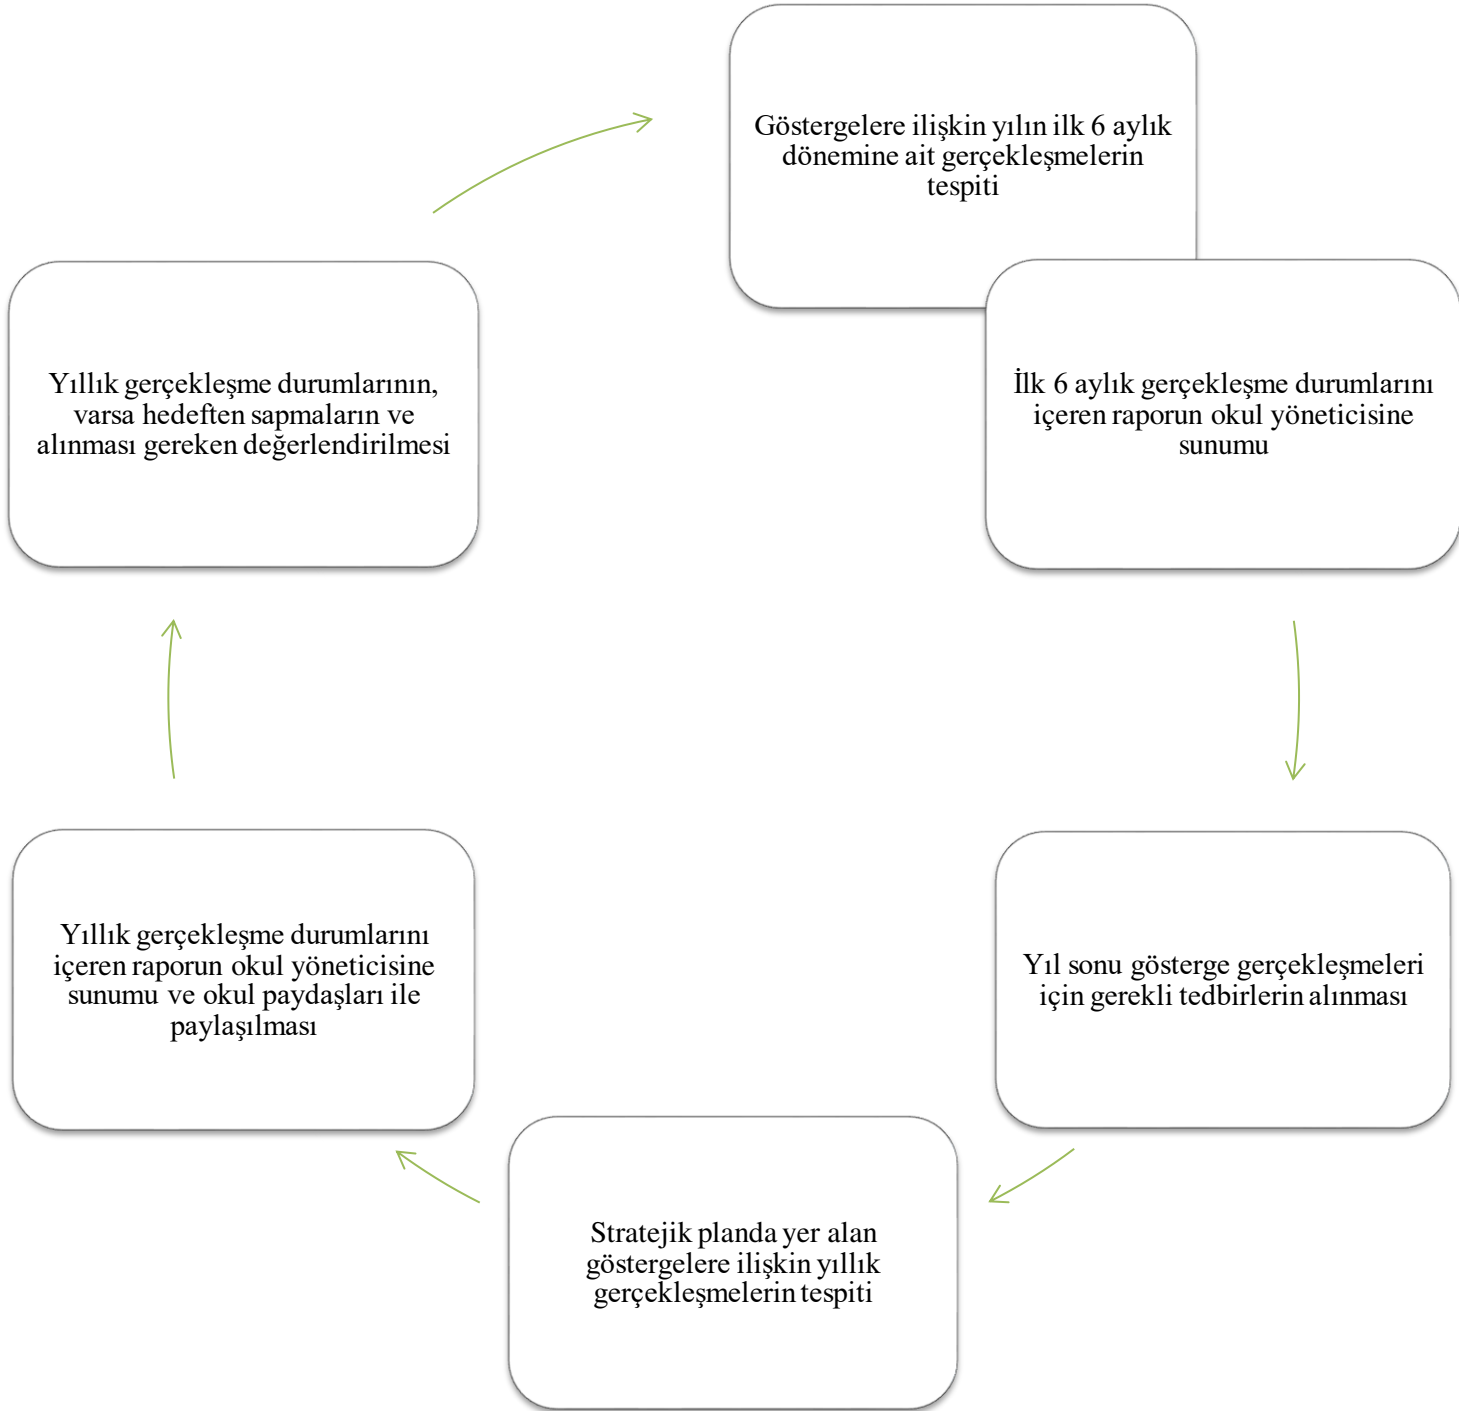 Göstergelere ilişkin yılın ilk 6 aylık
dönemine ait gerçekleşmelerin
tespiti
İlk 6 aylık gerçekleşme durumlarını
içeren raporun okul yöneticisine
sunumu
Yıl sonu gösterge gerçekleşmeleri
için gerekli tedbirlerin alınması
Stratejik planda yer alan
göstergelere ilişkin yıllık
gerçekleşmelerin tespiti
Yıllık gerçekleşme durumlarını
içeren raporun okul yöneticisine
sunumu ve okul paydaşları ile
paylaşılması
Yıllık gerçekleşme durumlarının,
varsa hedeften sapmaların ve
alınması gereken değerlendirilmesi